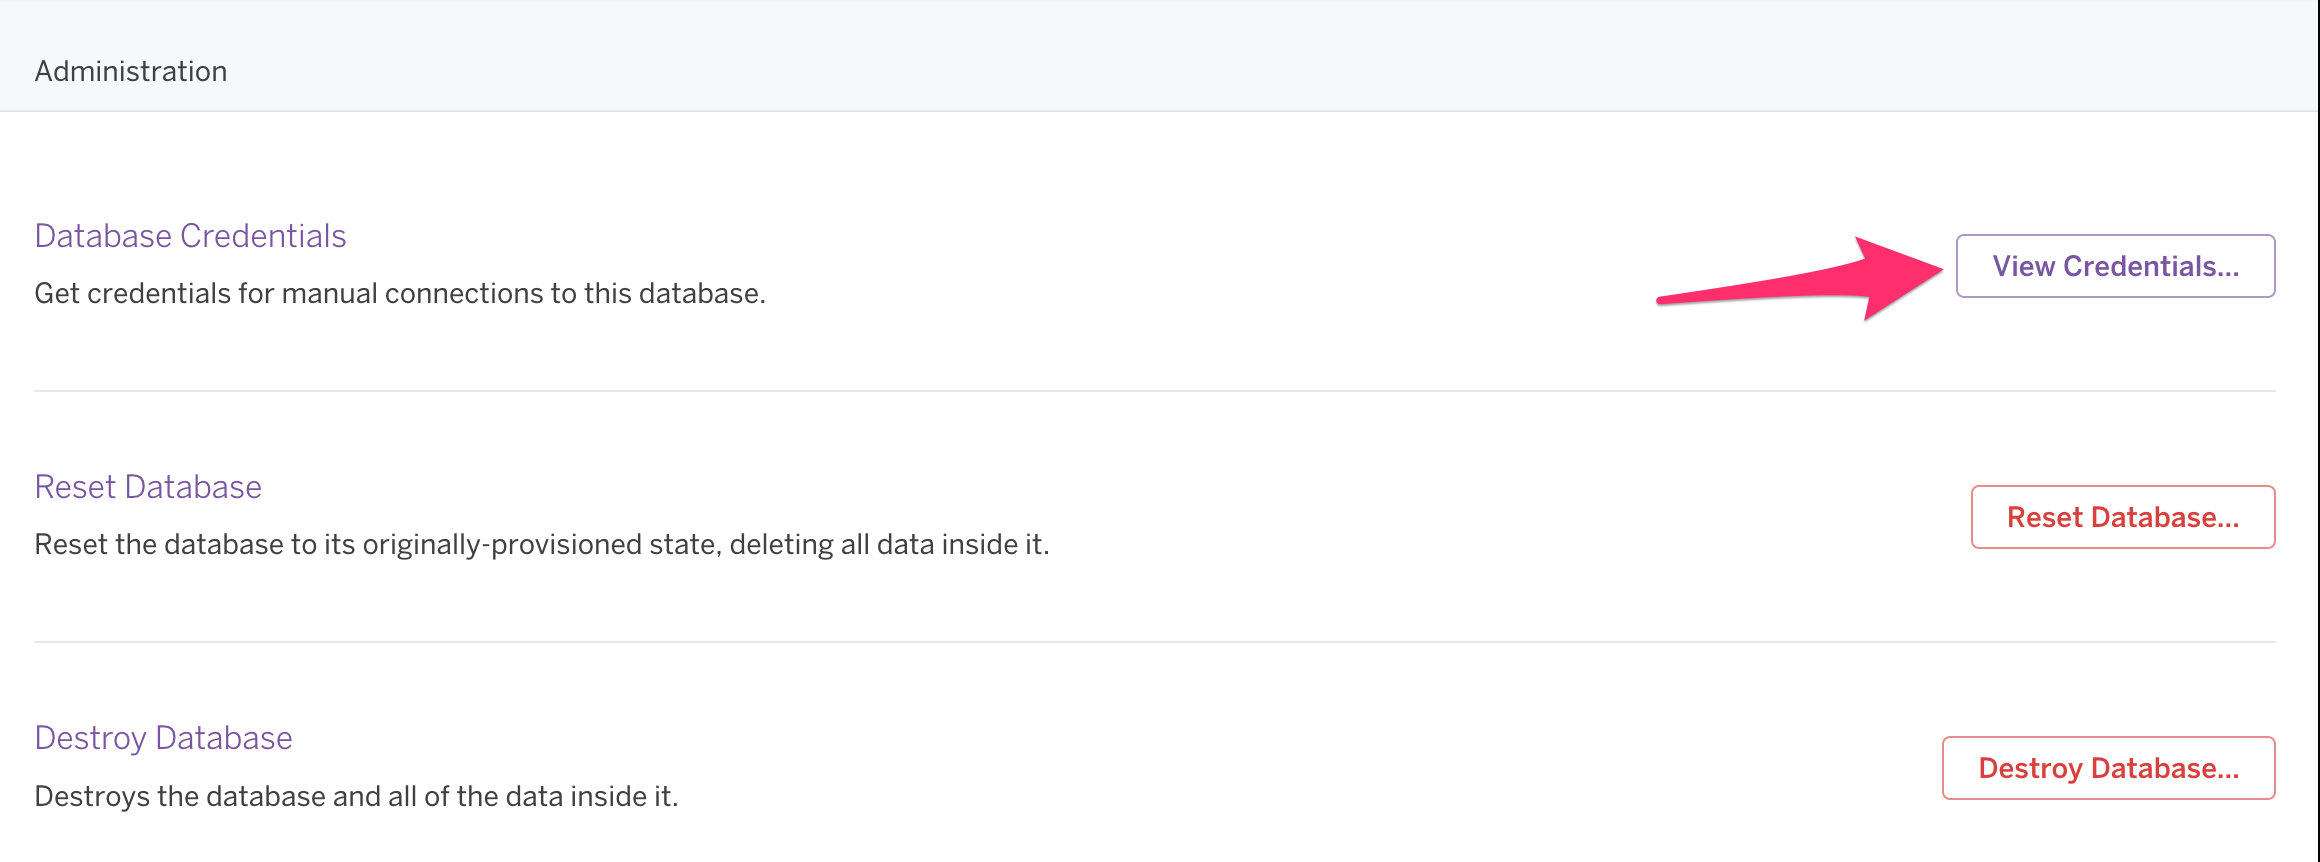 Administration
Database Credentials
Get credentials for manual connections to this database.
View Credentials...
Reset Database
Reset the database to its originally-provisioned state, deleting all data inside it.
Reset Database...
Destroy Database
Destroys the database and all of the data inside it.
Destroy Database...